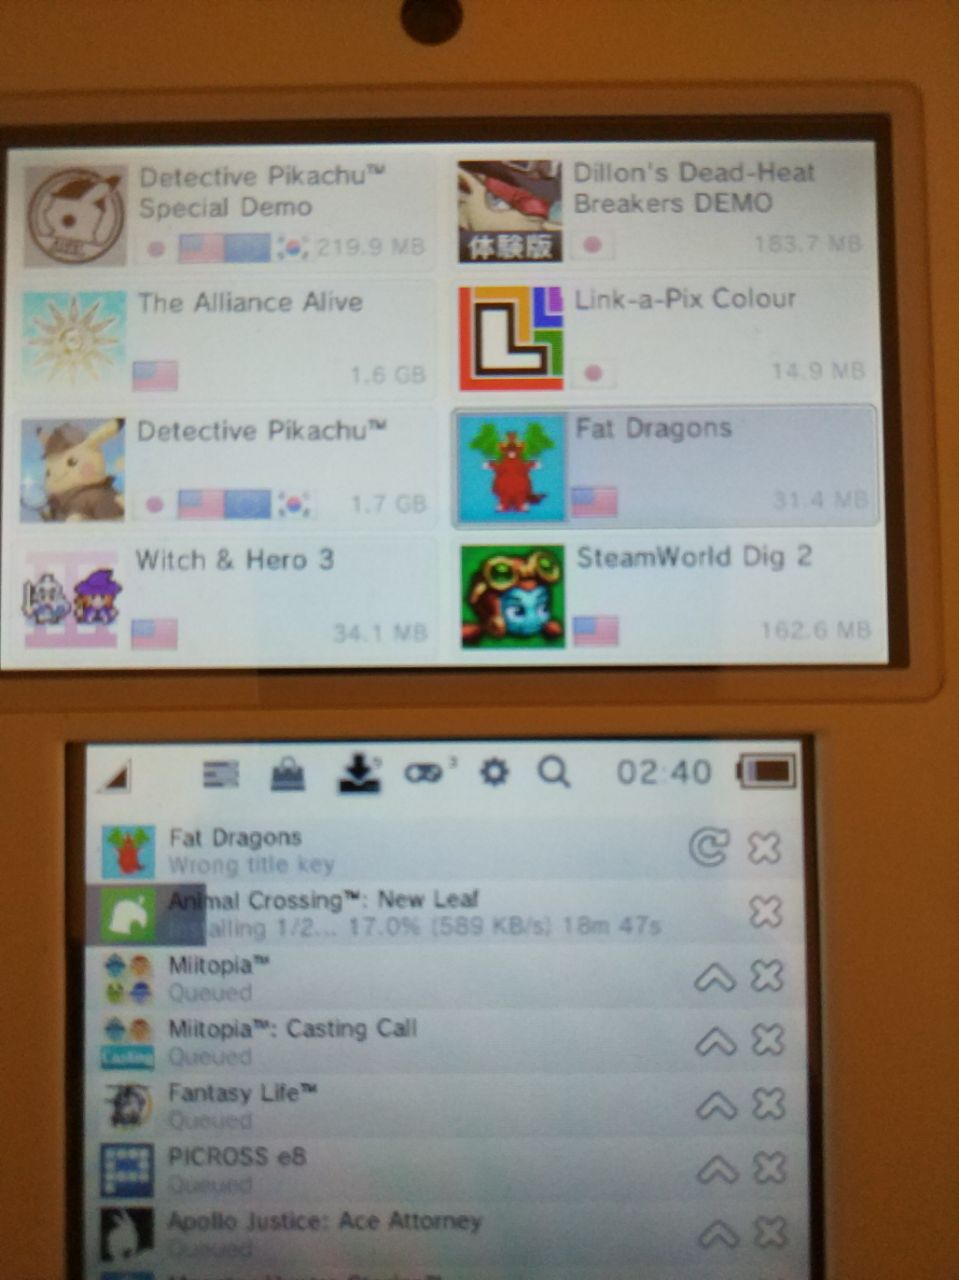 Detective Pikachu™
Special Demo
219.9 MB
Dillon's Dead-Heat
Breakers DEMO
体験版
183.7 MB
The Alliance Alive
1.6 GB
Link-a-Pix Colour
14.9 MB
Detective Pikachu™
1.7 GB
Fat Dragons
31.4 MB
Witch & Hero 3
34.1 MB
SteamWorld Dig 2
162.6 MB
3
02:40
Fat Dragons
Wrong title key
Animal Crossing™: New Leaf
Installing 1/2... 17.0% (589 KB/s) 18m 47s
Miitopia™
Queued
Miitopia™: Casting Call
Casting
Queued
Fantasy Life™
Queued
PICROSS e8
Queued
Apollo Justice: Ace Attorney
Queued